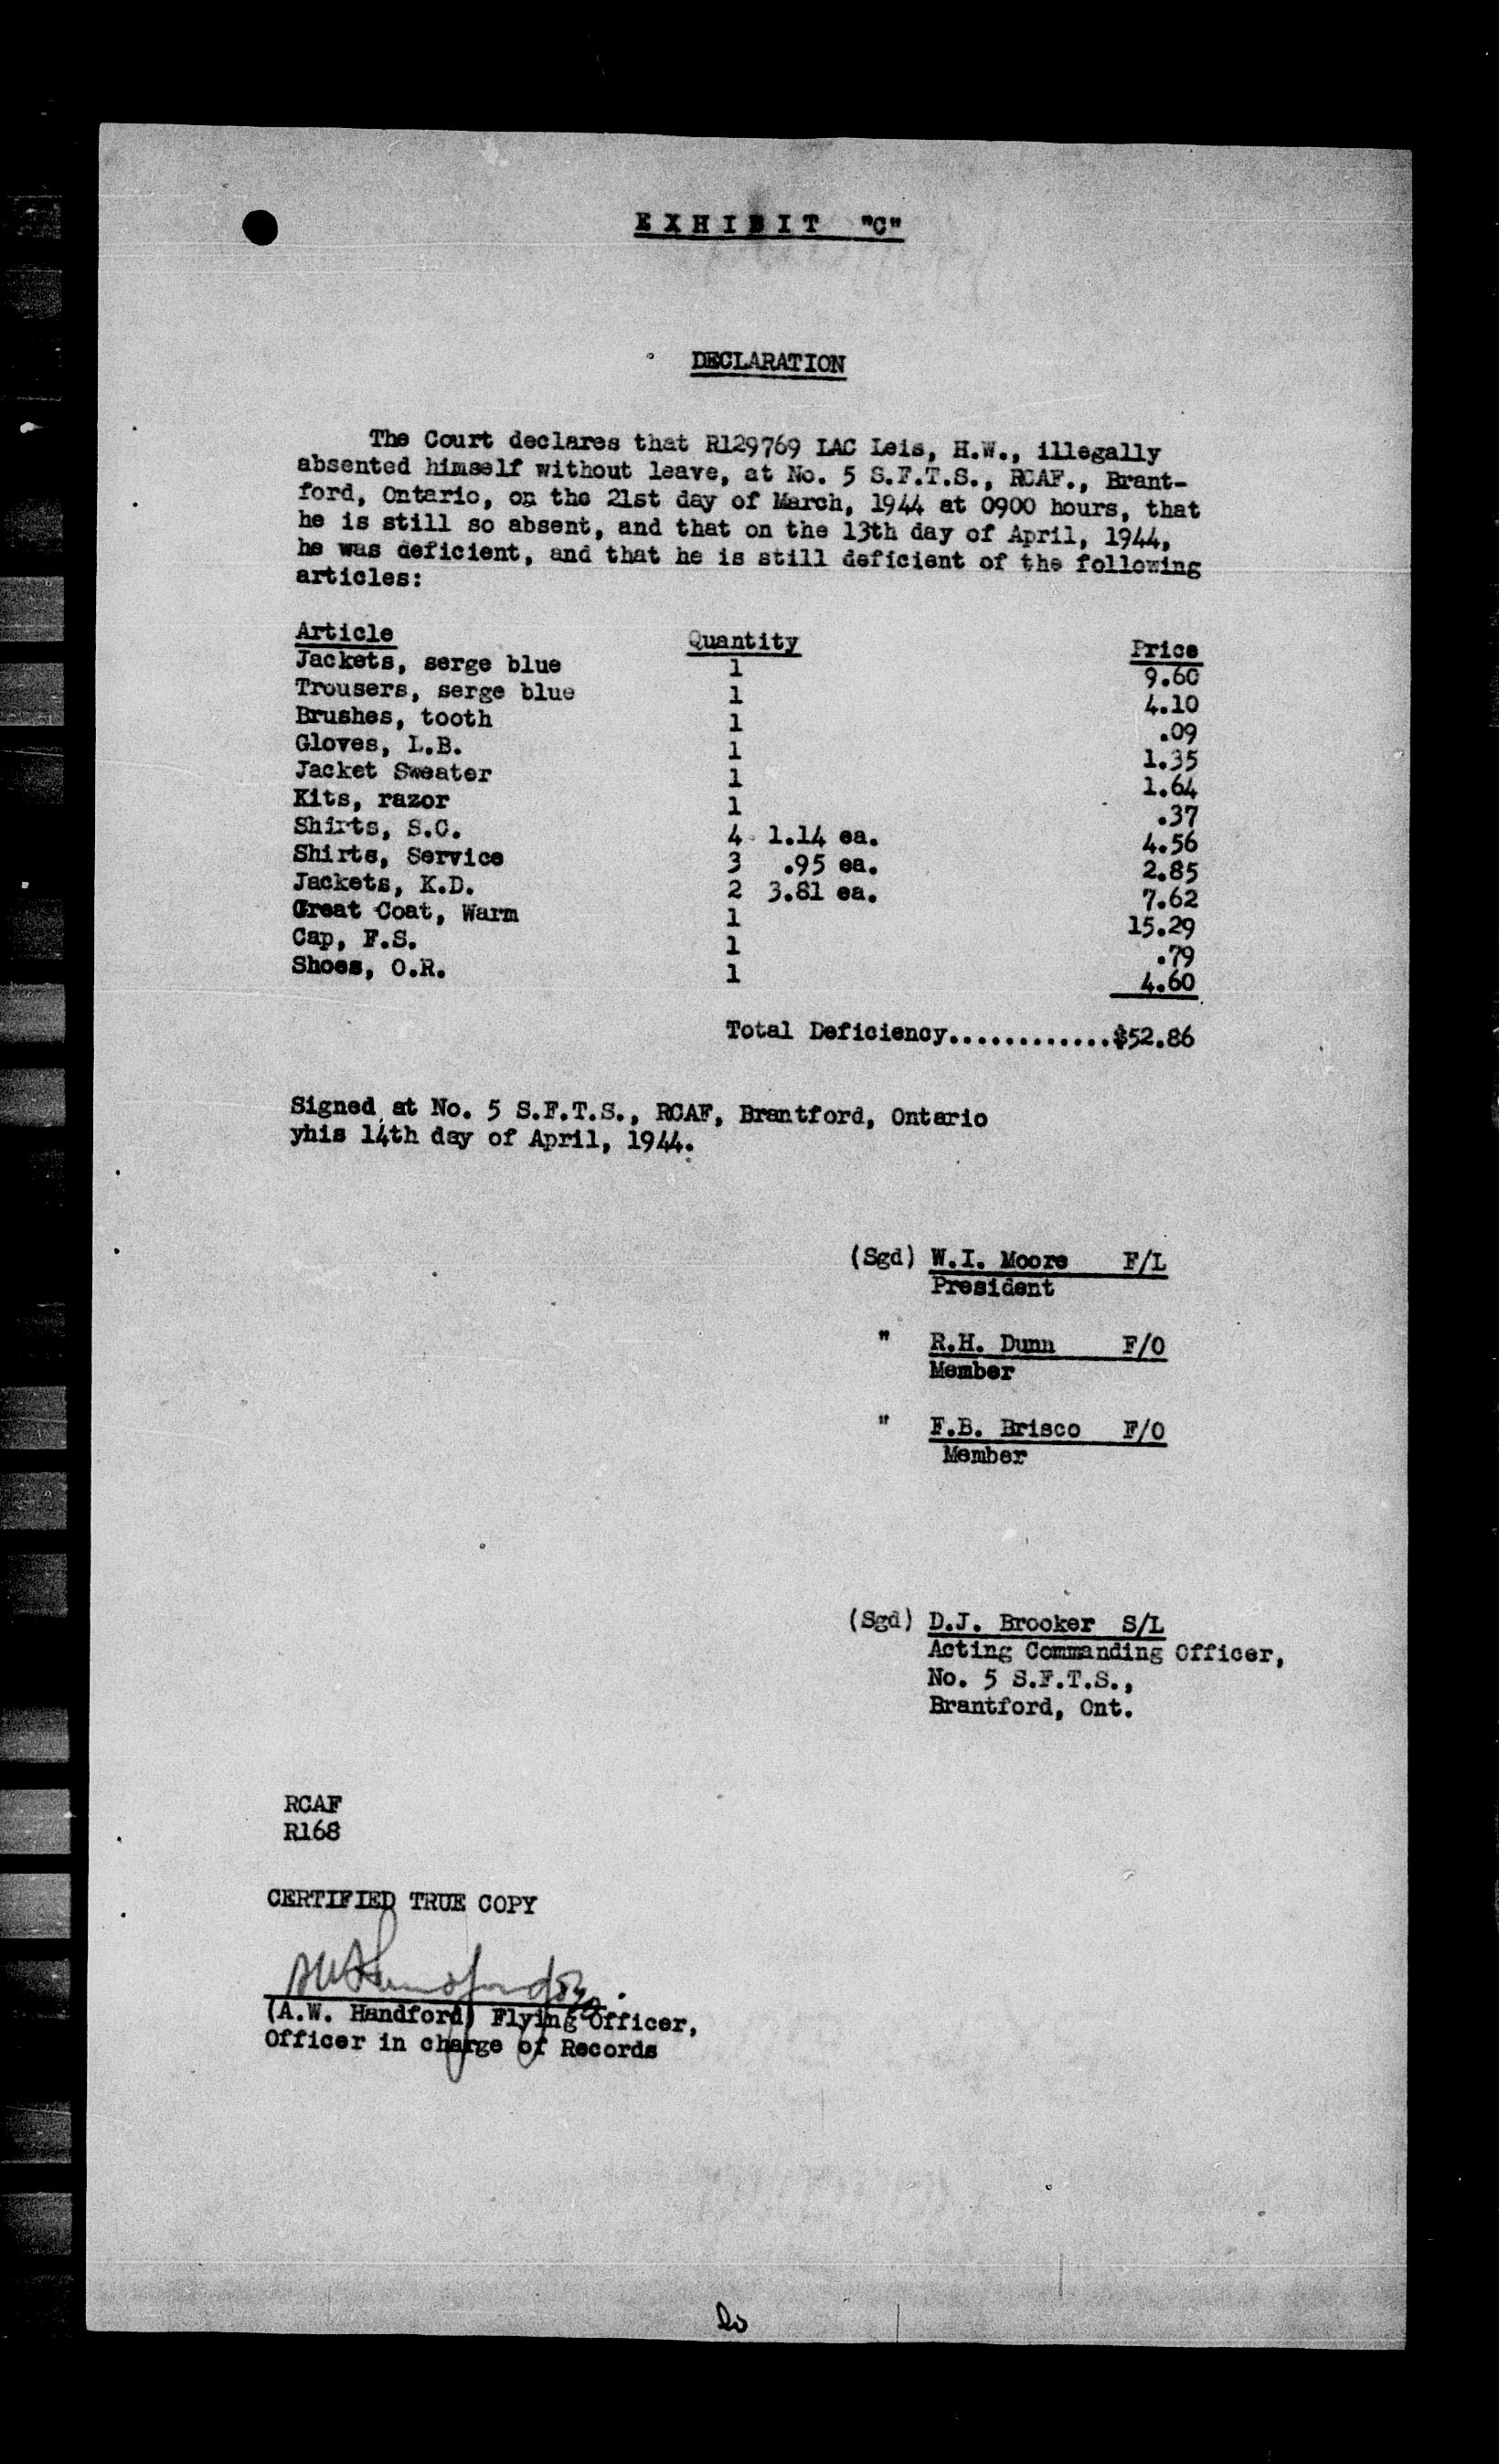 EXHIBIT "C"
DECLARATION
The Court declares that R129769 LAC Leis, H.W., illegally
absented himself without leave, at No. 5 S.F.T.S., RCAF., Brant-
ford, Ontario, on the 21st day of March, 1944 at 0900 hours, that
he is still so absent, and that on the 13th day of April, 1944,
he was deficient, and that he is still deficient of the following
articles:
Article Quantity Price
Jackets, serge blue 1 9.60
Trousers, serge blue 1 4.10
Brushes, tooth 1 .09
Gloves, L.B. 1 1.35
Jacket Sweater 1 1.64
Kits, razor 1 .37
Shirts, S.C. 4 1.14 ea. 4.56
Shirts, Service 3 .95 ea. 2.85
Jackets, K.D. 2 3.81 ea. 7.62
Great Coat, Warm 1 15.29
Cap, F.S. 1 .79
Shoes, O.R. 1 4.60
Total Deficiency.............$52.86
Signed at No. 5 S.F.T.S., RCAF, Brantford, Ontario
yhis 14th day of April, 1944.
(Sgd) W.I. Moore F/L
President
" R.H. Dunn F/O
Member
" F.B. Brisco F/O
Member
(Sgd) D.J. Brooker S/L
Acting Commanding Officer,
No. 5 S.F.T.S.,
Brantford, Ont.
RCAF
R168
CERTIFIED TRUE COPY
(A.W. Handford) Flying Officer,
Officer in charge of Records